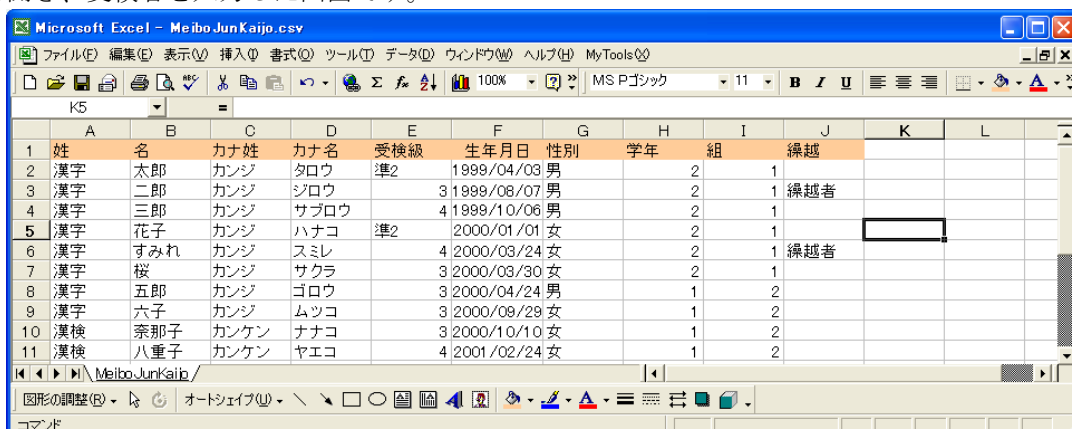 Microsoft Excel - MeiboJunKaijo.csv
ファイル(F) 編集(E) 表示(V) 挿入(I) 書式(O) ツール(T) データ(D) ウィンドウ(W) ヘルプ(H) MyTools(X)
100% MS Pゴシック 11 B I U
K5 =
A B C D E F G H I J K L
1 姓 名 カナ姓 カナ名 受検級 生年月日 性別 学年 組 繰越
2 漢字 太郎 カンジ タロウ 準2 1999/04/03 男 2 1
3 漢字 二郎 カンジ ジロウ 3 1999/08/07 男 2 1 繰越者
4 漢字 三郎 カンジ サブロウ 4 1999/10/06 男 2 1
5 漢字 花子 カンジ ハナコ 準2 2000/01/01 女 2 1
6 漢字 すみれ カンジ スミレ 4 2000/03/24 女 2 1 繰越者
7 漢字 桜 カンジ サクラ 3 2000/03/30 女 2 1
8 漢字 五郎 カンジ ゴロウ 3 2000/04/24 男 1 2
9 漢字 六子 カンジ ムツコ 3 2000/09/29 女 1 2
10 漢検 奈那子 カンケン ナナコ 3 2000/10/10 女 1 2
11 漢検 八重子 カンケン ヤエコ 4 2001/02/24 女 1 2
MeiboJunKaijo
図形の調整(R) オートシェイプ(U)
コマンド